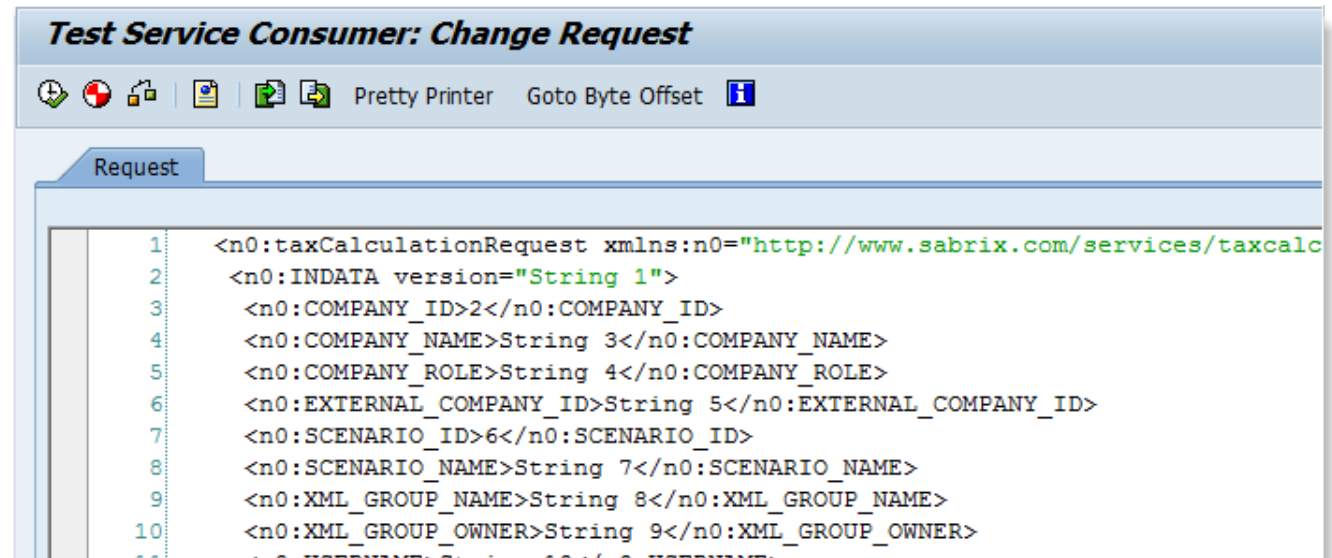 Test Service Consumer: Change Request
Pretty Printer Goto Byte Offset
Request
1 <n0:taxCalculationRequest xmlns:n0="http://www.sabrix.com/services/taxcalc
2 <n0:INDATA version="String 1">
3 <n0:COMPANY_ID>2</n0:COMPANY_ID>
4 <n0:COMPANY_NAME>String 3</n0:COMPANY_NAME>
5 <n0:COMPANY_ROLE>String 4</n0:COMPANY_ROLE>
6 <n0:EXTERNAL_COMPANY_ID>String 5</n0:EXTERNAL_COMPANY_ID>
7 <n0:SCENARIO_ID>6</n0:SCENARIO_ID>
8 <n0:SCENARIO_NAME>String 7</n0:SCENARIO_NAME>
9 <n0:XML_GROUP_NAME>String 8</n0:XML_GROUP_NAME>
10 <n0:XML_GROUP_OWNER>String 9</n0:XML_GROUP_OWNER>